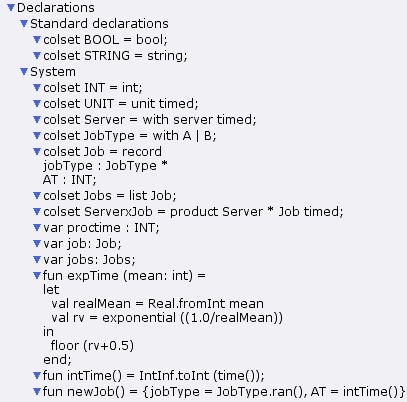 Declarations
Standard declarations
colset BOOL = bool;
colset STRING = string;
System
colset INT = int;
colset UNIT = unit timed;
colset Server = with server timed;
colset JobType = with A | B;
colset Job = record
jobType : JobType *
AT : INT;
colset Jobs = list Job;
colset ServerxJob = product Server * Job timed;
var proctime : INT;
var job: Job;
var jobs: Jobs;
fun expTime (mean: int) =
let
val realMean = Real.fromInt mean
val rv = exponential ((1.0/realMean))
in
floor (rv+0.5)
end;
fun intTime() = IntInf.toInt (time());
fun newJob() = {jobType = JobType.ran(), AT = intTime()}